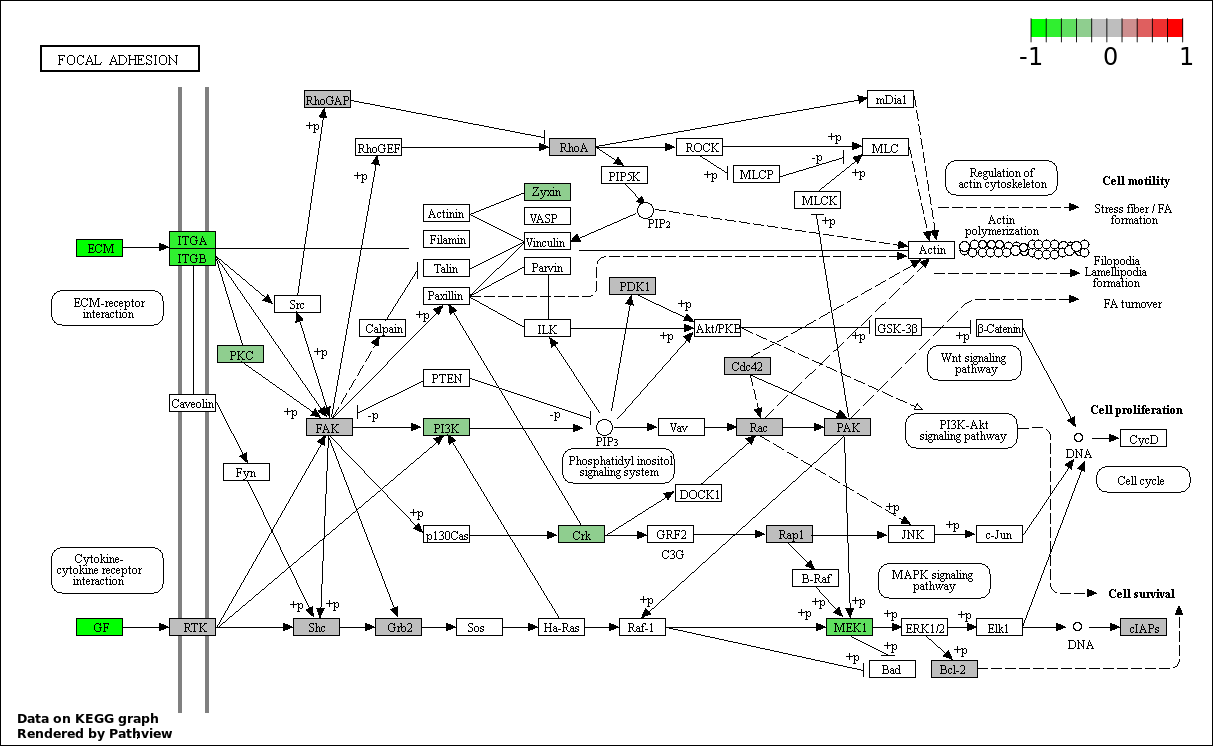 -1 0 1
FOCAL ADHESION
RhoGAP
mDia1
+p
RhoGEF
RhoA
ROCK
+p
MLC
+p
+p
-p
MLCP
+p
PIP5K
MLCK
+p
Regulation of
actin cytoskeleton
Cell motility
Zyxin
Actinin
VASP
PIP2
Stress fiber / FA
formation
Actin
polymerization
ECM
ITGA
ITGB
Filamin
Vinculin
Actin
Talin
Parvin
Filopodia
Lamellipodia
formation
ECM-receptor
interaction
Src
Paxillin
PDK1
+p
FA turnover
+p
Calpain
ILK
+p
Akt/PKB
+p
GSK-3β
+p
β-Catenin
PKC
+p
Cdc42
Wnt signaling
pathway
PTEN
Caveolin
+p
-p
-p
Cell proliferation
FAK
PI3K
PIP3
Vav
Rac
PAK
PI3K-Akt
signaling pathway
DNA
CycD
Fyn
Phosphatidyl inositol
signaling system
Cell cycle
DOCK1
+p
+p
p130Cas
Crk
GRF2
C3G
Rap1
JNK
+p
c-Jun
Cytokine-
cytokine receptor
interaction
B-Raf
MAPK signaling
pathway
+p
+p
+p
+p
+p
+p
Cell survival
GF
RTK
Shc
Grb2
Sos
Ha-Ras
Raf-1
MEK1
+p
ERK1/2
+p
Elk1
DNA
cIAPs
+p
+p
+p
Bad
Bcl-2
Data on KEGG graph
Rendered by Pathview